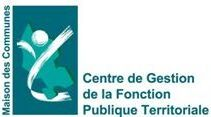 Maison des Communes
Centre de Gestion
de la Fonction
Publique Territoriale